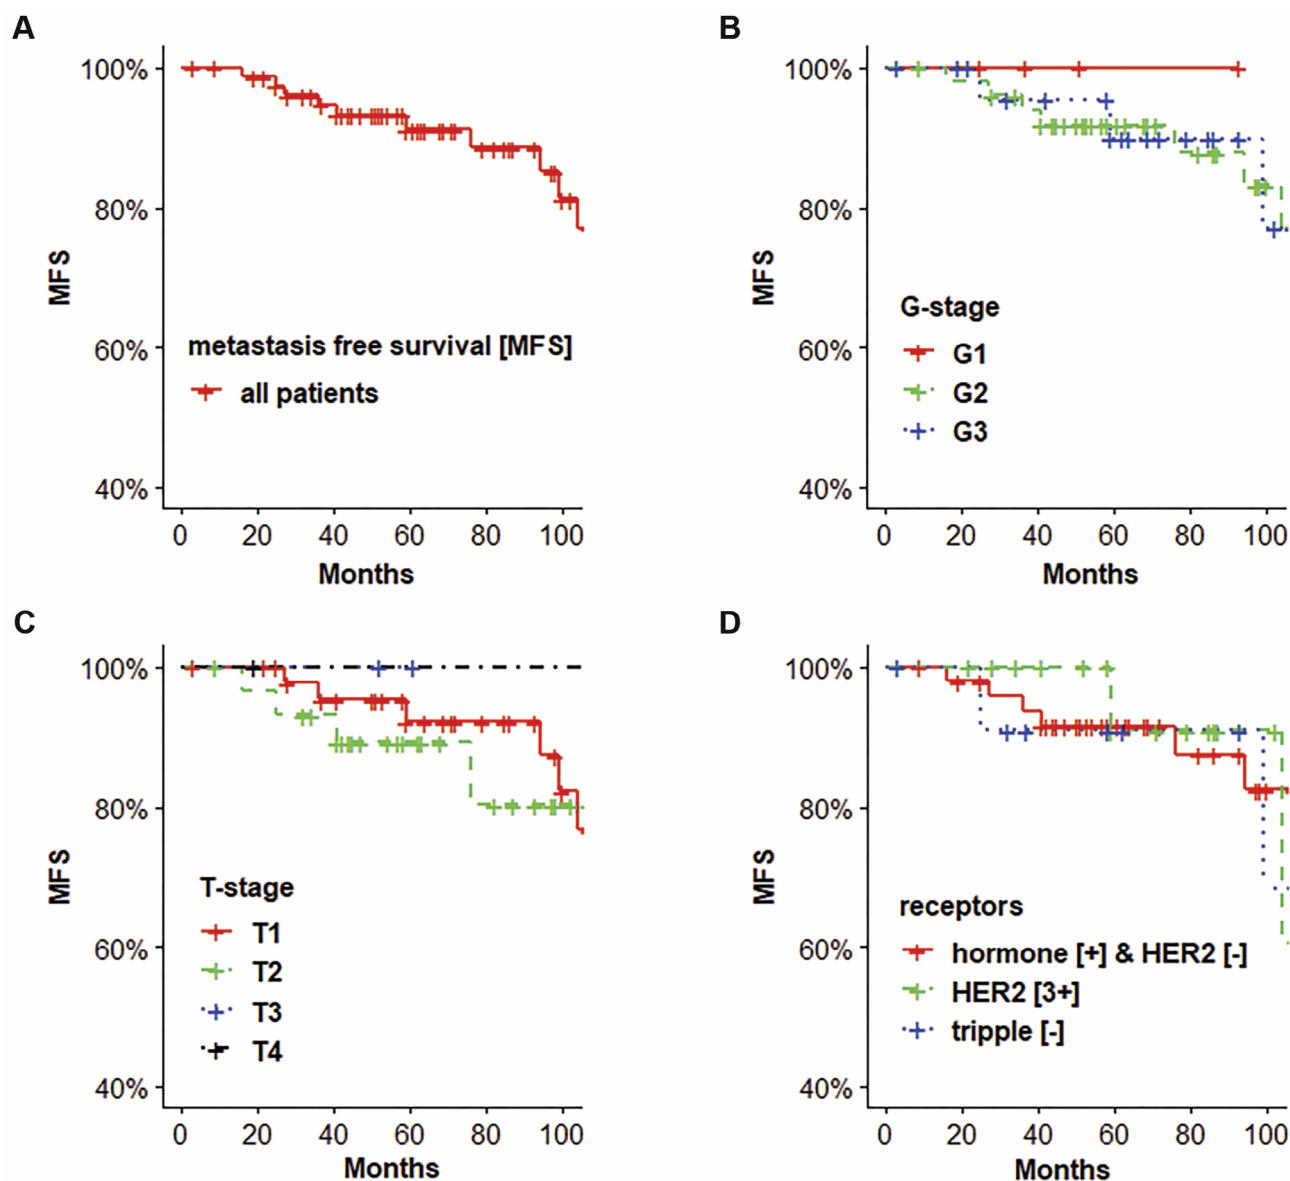 A
100%
80%
60%
40%
MFS
metastasis free survival [MFS]
all patients
0 20 40 60 80 100
Months
B
100%
80%
60%
40%
MFS
G-stage
G1
G2
G3
0 20 40 60 80 100
Months
C
100%
80%
60%
40%
MFS
T-stage
T1
T2
T3
T4
0 20 40 60 80 100
Months
D
100%
80%
60%
40%
MFS
receptors
hormone [+] & HER2 [-]
HER2 [3+]
tripple [-]
0 20 40 60 80 100
Months